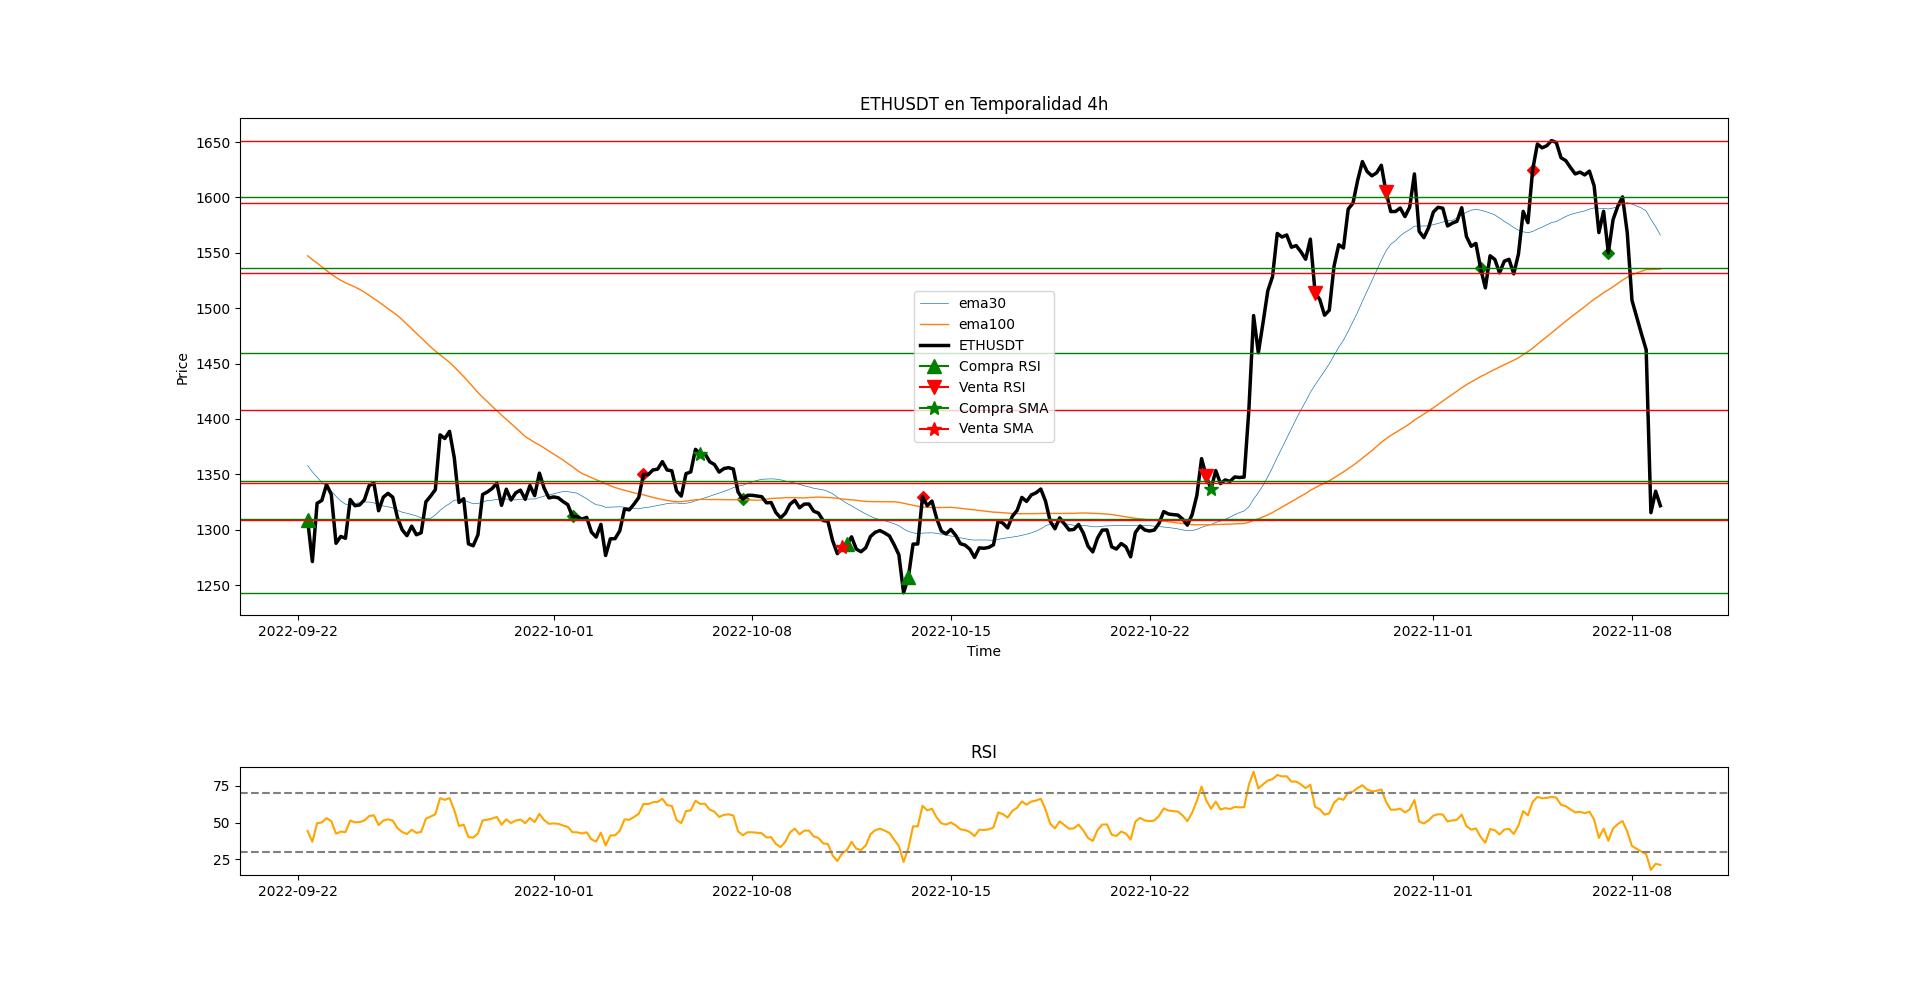 ETHUSDT en Temporalidad 4h
1650
1600
1550
1500
1450
1400
1350
1300
1250
Price
ema30
ema100
ETHUSDT
Compra RSI
Venta RSI
Compra SMA
Venta SMA
2022-09-22 2022-10-01 2022-10-08 2022-10-15 2022-10-22 2022-11-01 2022-11-08
Time
RSI
75
50
25
2022-09-22 2022-10-01 2022-10-08 2022-10-15 2022-10-22 2022-11-01 2022-11-08